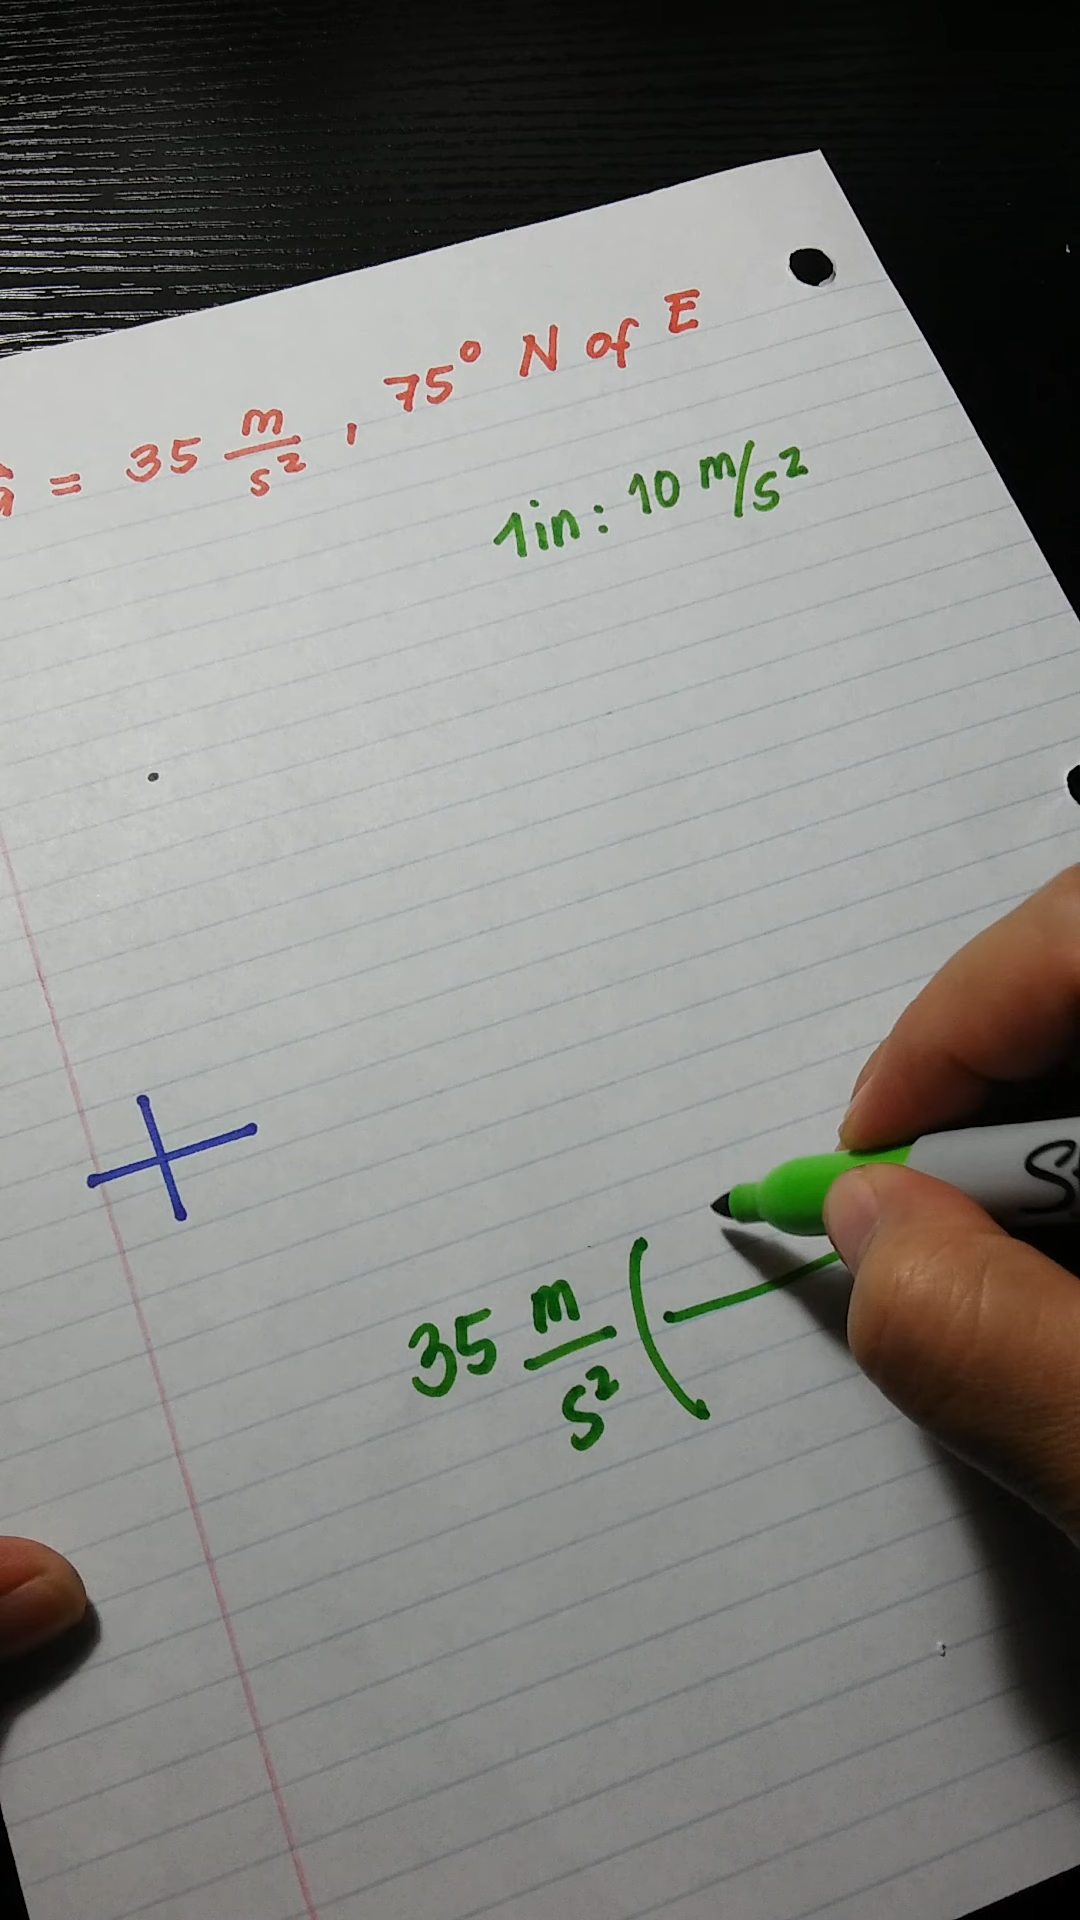 a⃗ = 35 m/s² , 75° N of E
1in: 10 m/s²
35 m/s² (